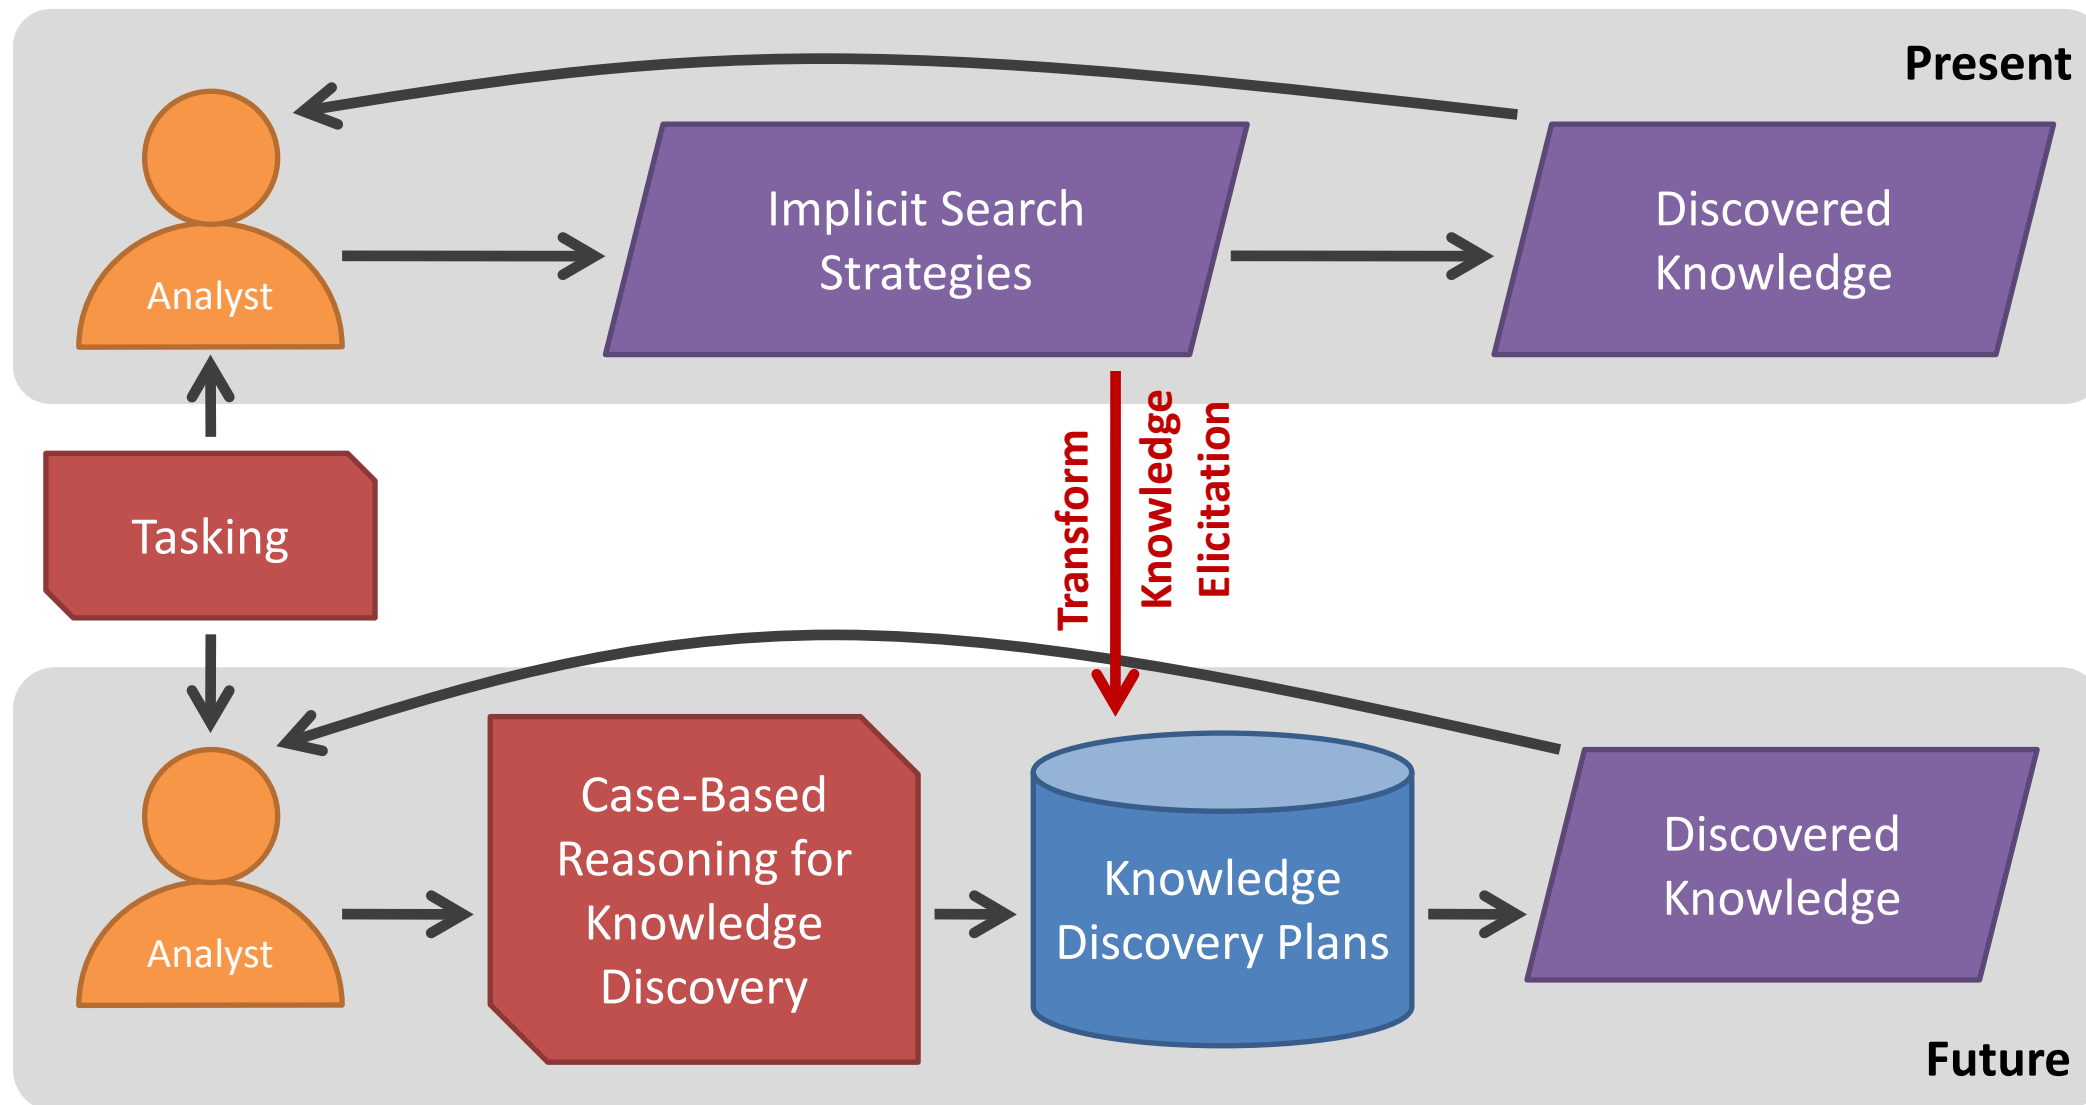 Present
Analyst
Implicit Search
Strategies
Discovered
Knowledge
Tasking
Transform
Knowledge
Elicitation
Analyst
Case-Based
Reasoning for
Knowledge
Discovery
Knowledge
Discovery Plans
Discovered
Knowledge
Future